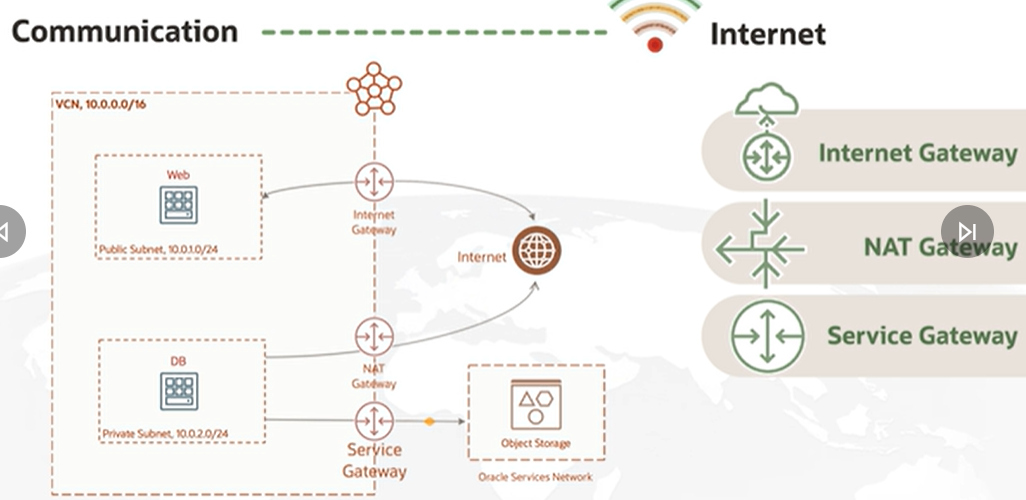 Communication
Internet
VCN, 10.0.0.0/16
Web
Public Subnet, 10.0.1.0/24
Internet
Gateway
Internet
DB
Private Subnet, 10.0.2.0/24
NAT
Gateway
Service
Gateway
Object Storage
Oracle Services Network
Internet Gateway
NAT Gateway
Service Gateway